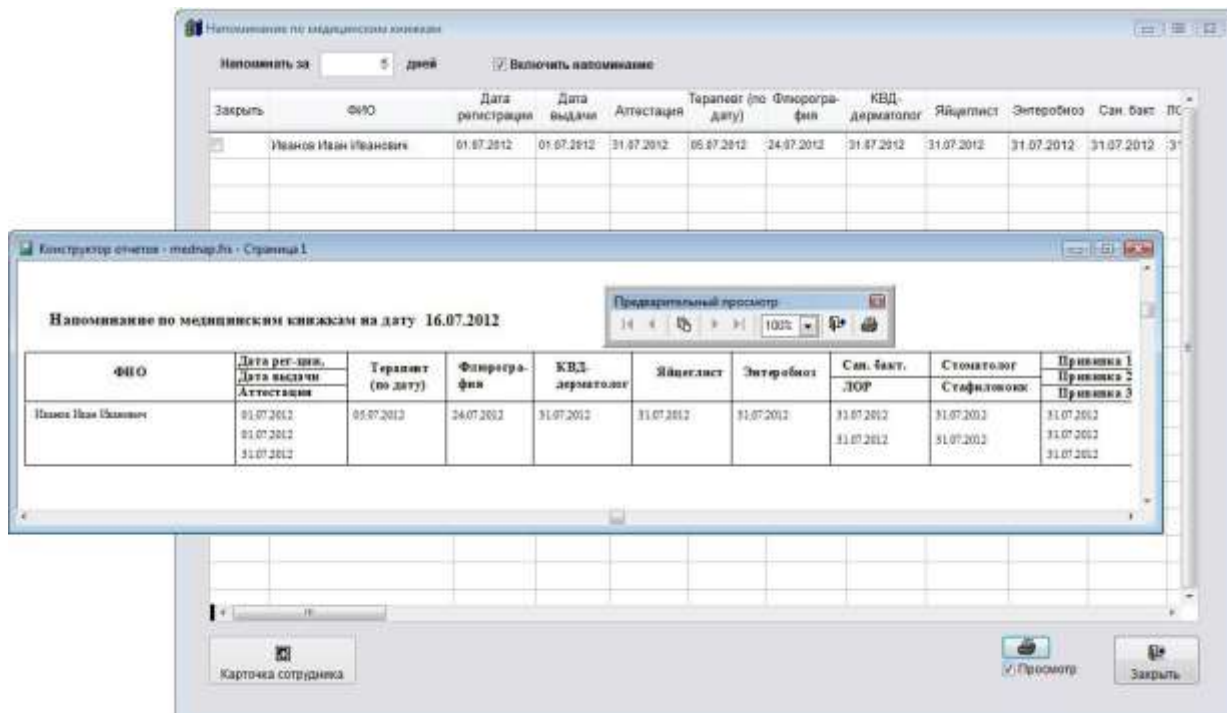 Напоминание по медицинским книжкам
Напоминать за 5 дней Включить напоминание
Закрыть ФИО Дата регистрации Дата выдачи Аттестация Терапевт (по дату) Флюорогра-фия КВД-дерматолог Яйцеглист Энтеробиоз Сан. бакт ЛО
Иванов Иван Иванович 01.07.2012 01.07.2012 31.07.2012 05.07.2012 24.07.2012 31.07.2012 31.07.2012 31.07.2012 31.07.2012 31
Конструктор отчетов - mednap.frx - Страница 1
Предварительный просмотр
100%
Напоминание по медицинским книжкам на дату 16.07.2012
ФИО Дата рег-ции, Терапевт Флюорогра- КВД- Яйцеглист Энтеробиоз Сан. бакт. Стоматолог Прививка 1
Дата выдачи (по дату) фия дерматолог Прививка 2
Аттестация ЛОР Стафилококк Прививка 3
Иванов Иван Иванович 01.07.2012 05.07.2012 24.07.2012 31.07.2012 31.07.2012 31.07.2012 31.07.2012 31.07.2012 31.07.2012
01.07.2012 31.07.2012 31.07.2012 31.07.2012
31.07.2012 31.07.2012
Карточка сотрудника
Просмотр
Закрыть